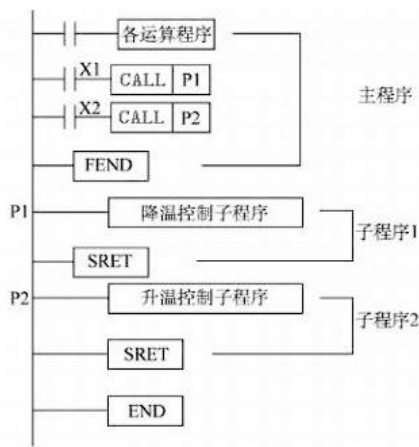 各运算程序
X1 CALL P1
主程序
X2 CALL P2
FEND
P1 降温控制子程序
子程序1
SRET
P2 升温控制子程序
子程序2
SRET
END